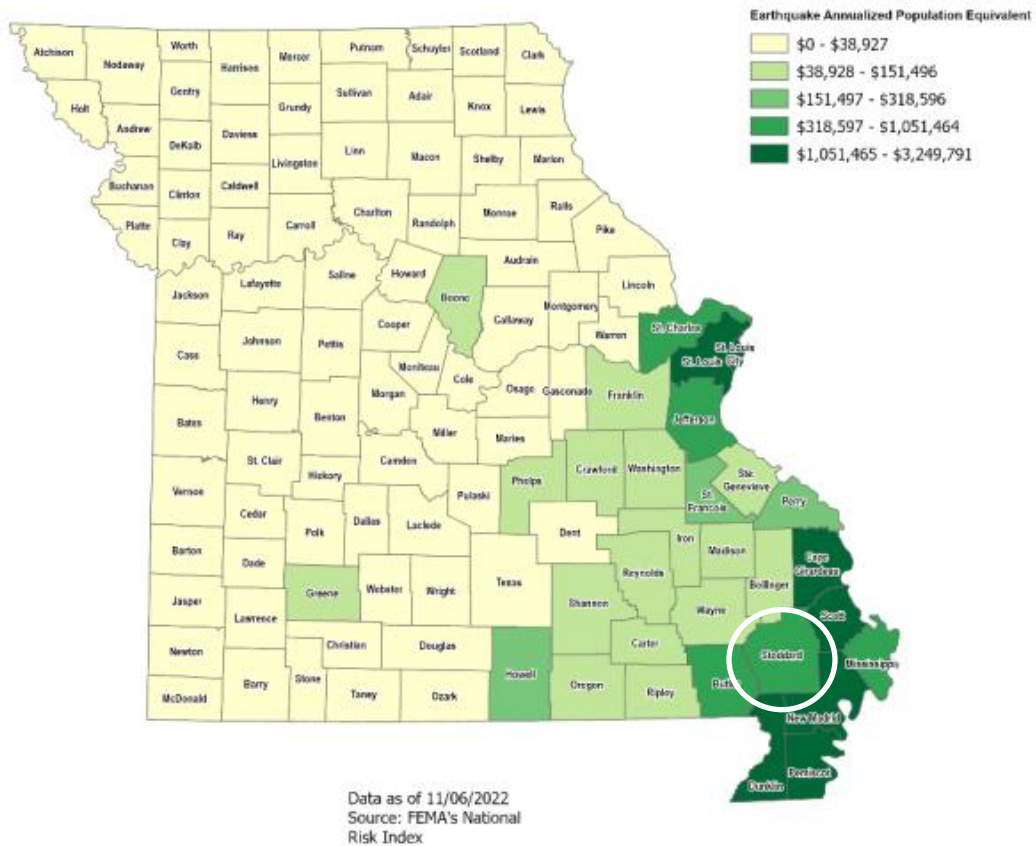 Earthquake Annualized Population Equivalent
$0 - $38,927
$38,928 - $151,496
$151,497 - $318,596
$318,597 - $1,051,464
$1,051,465 - $3,249,791
Atchison
Nodaway
Worth
Harrison
Mercer
Putnam
Schuyler
Scotland
Clark
Holt
Gentry
Grundy
Sullivan
Adair
Knox
Lewis
Andrew
DeKalb
Daviess
Livingston
Linn
Macon
Shelby
Marion
Buchanan
Clinton
Caldwell
Chariton
Randolph
Monroe
Ralls
Pike
Platte
Clay
Ray
Carroll
Audrain
Jackson
Lafayette
Saline
Howard
Boone
Callaway
Montgomery
Lincoln
Warren
St. Charles
St. Louis
City
St. Louis
Cass
Johnson
Pettis
Cooper
Moniteau
Cole
Osage
Gasconade
Franklin
Jefferson
Bates
Henry
Benton
Morgan
Miller
Maries
St. Clair
Hickory
Camden
Pulaski
Phelps
Crawford
Washington
Ste.
Genevieve
St.
Francois
Perry
Vernon
Cedar
Polk
Dallas
Laclede
Dent
Iron
Madison
Cape
Girardeau
Barton
Dade
Greene
Webster
Wright
Texas
Shannon
Reynolds
Wayne
Bollinger
Scott
Jasper
Lawrence
Christian
Douglas
Howell
Carter
Butler
Stoddard
Mississippi
Newton
McDonald
Barry
Stone
Taney
Ozark
Oregon
Ripley
New Madrid
Dunklin
Pemiscot
Data as of 11/06/2022
Source: FEMA's National
Risk Index